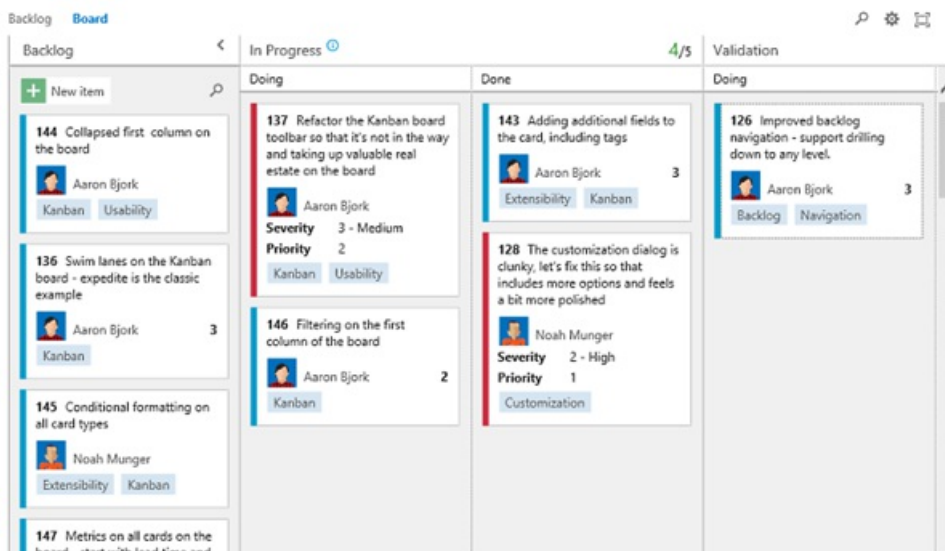 Backlog Board
Backlog
New item
144 Collapsed first column on
the board
Aaron Bjork
Kanban Usability
136 Swim lanes on the Kanban
board - expedite is the classic
example
Aaron Bjork 3
Kanban
145 Conditional formatting on
all card types
Noah Munger
Extensibility Kanban
147 Metrics on all cards on the
board - start with lead time and
In Progress 4/5
Doing
137 Refactor the Kanban board
toolbar so that it's not in the way
and taking up valuable real
estate on the board
Aaron Bjork
Severity 3 - Medium
Priority 2
Kanban Usability
146 Filtering on the first
column of the board
Aaron Bjork 2
Kanban
Done
143 Adding additional fields to
the card, including tags
Aaron Bjork 3
Extensibility Kanban
128 The customization dialog is
clunky, let's fix this so that
includes more options and feels
a bit more polished
Noah Munger
Severity 2 - High
Priority 1
Customization
Validation
Doing
126 Improved backlog
navigation - support drilling
down to any level.
Aaron Bjork 3
Backlog Navigation